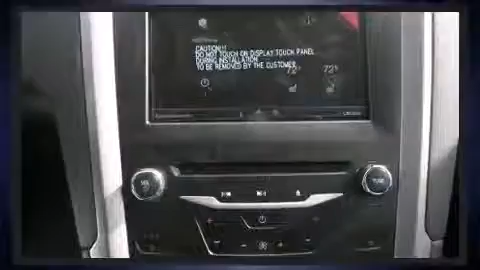 CAUTION!!!
DO NOT TOUCH ON DISPLAY TOUCH PANEL
DURING INSTALLATION.
TO BE REMOVED BY THE CUSTOMER
72° 72°